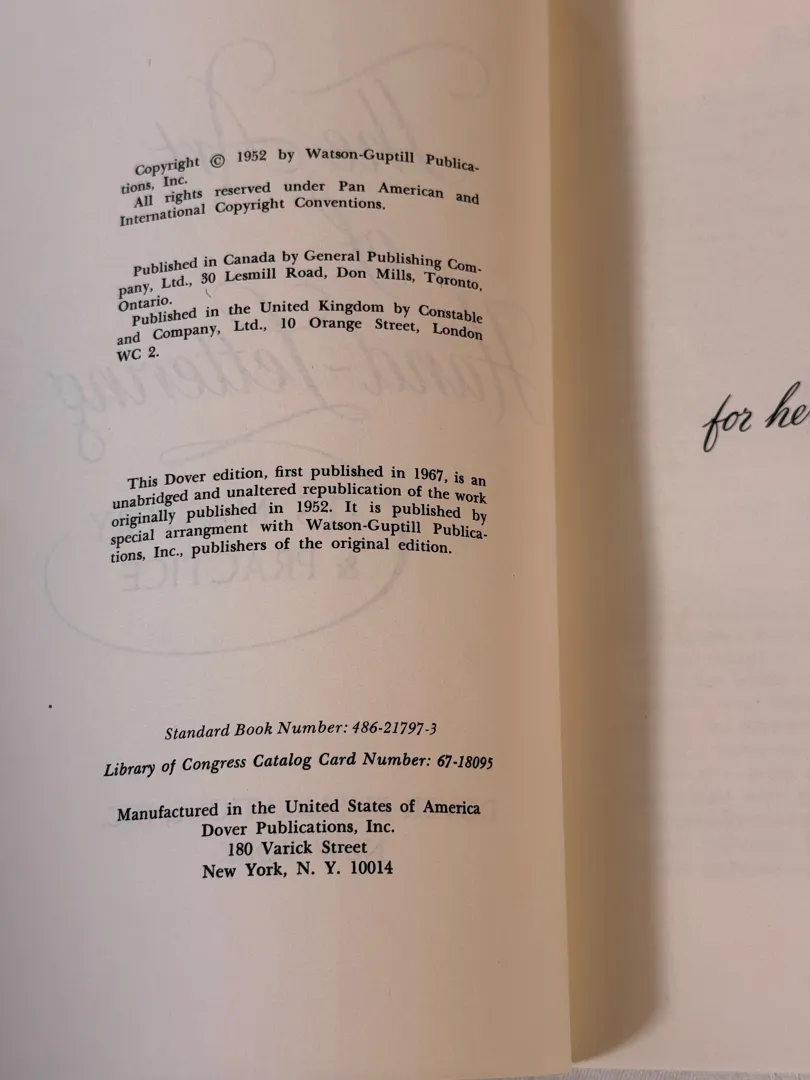 Copyright © 1952 by Watson-Guptill Publica-
tions, Inc.
All rights reserved under Pan American and
International Copyright Conventions.
Published in Canada by General Publishing Com-
pany, Ltd., 30 Lesmill Road, Don Mills, Toronto,
Ontario.
Published in the United Kingdom by Constable
and Company, Ltd., 10 Orange Street, London
WC 2.
This Dover edition, first published in 1967, is an
unabridged and unaltered republication of the work
originally published in 1952. It is published by
special arrangment with Watson-Guptill Publica-
tions, Inc., publishers of the original edition.
Standard Book Number: 486-21797-3
Library of Congress Catalog Card Number: 67-18095
Manufactured in the United States of America
Dover Publications, Inc.
180 Varick Street
New York, N. Y. 10014
for he